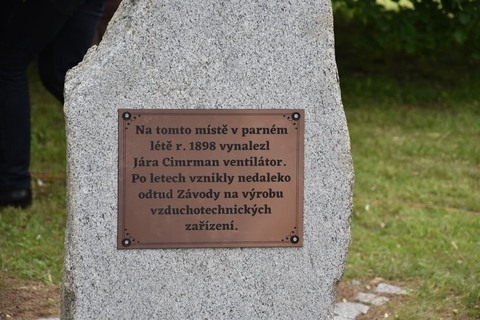 Na tomto místě v parném
létě r. 1898 vynalezl
Jára Cimrman ventilátor.
Po letech vznikly nedaleko
odtud Závody na výrobu
vzduchotechnických
zařízení.